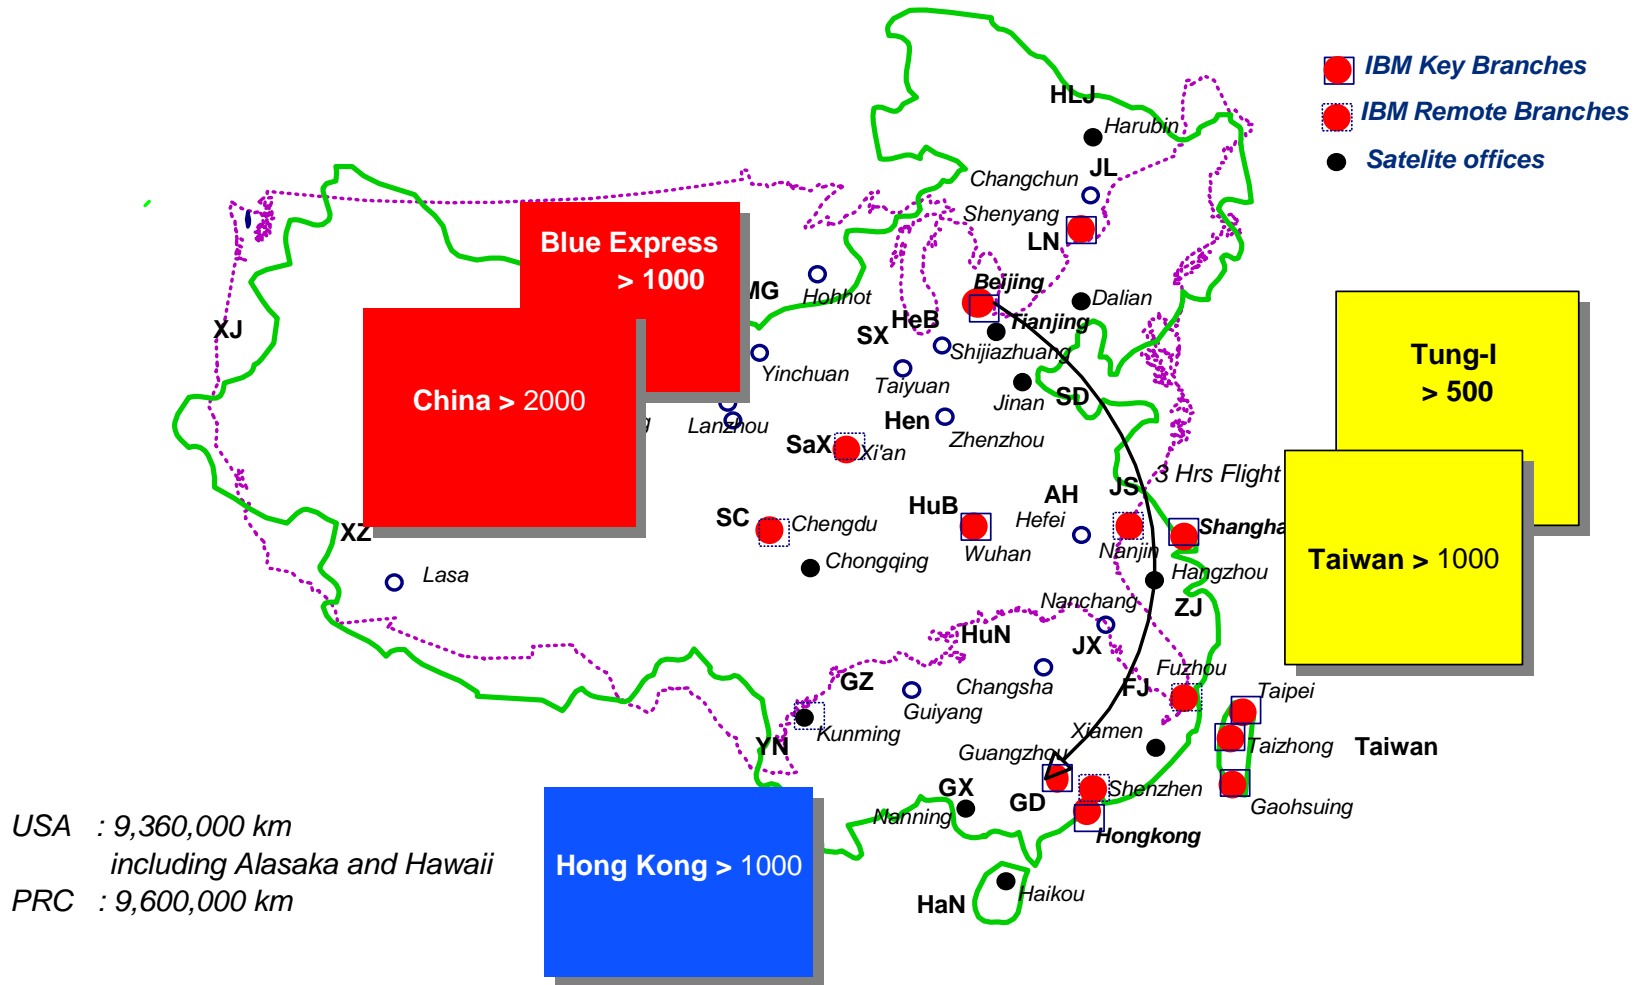 IBM Key Branches
IBM Remote Branches
Satelite offices
HLJ
Harubin
JL
Changchun
Shenyang
LN
Blue Express
> 1000
MG
Hohhot
Beijing
Dalian
XJ
HeB
Tianjing
SX
Shijiazhuang
Yinchuan
Taiyuan
Jinan
SD
Tung-I
> 500
China > 2000
Lanzhou
Hen
Zhenzhou
SaX
Xi'an
3 Hrs Flight
JS
AH
HuB
Hefei
SC
Chengdu
Wuhan
Nanjin
Shangha
XZ
Chongqing
Hangzhou
Taiwan > 1000
Lasa
Nanchang
ZJ
HuN
JX
GZ
Changsha
Fuzhou
FJ
Guiyang
Taipei
Kunming
Xiamen
YN
Guangzhou
Taizhong
Taiwan
GX
GD
Shenzhen
Nanning
Gaohsuing
Hongkong
USA : 9,360,000 km
including Alasaka and Hawaii
PRC : 9,600,000 km
Hong Kong > 1000
Haikou
HaN